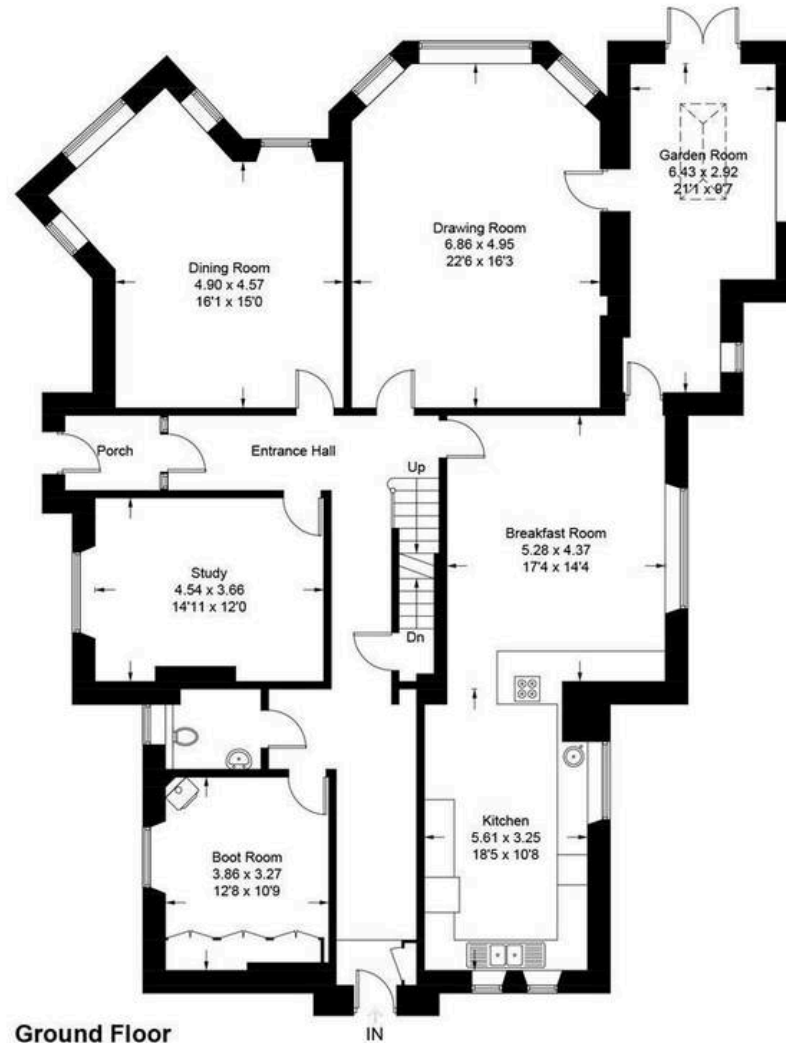 Garden Room
6.43 x 2.92
21'1 x 9'7
Drawing Room
6.86 x 4.95
22'6 x 16'3
Dining Room
4.90 x 4.57
16'1 x 15'0
Porch
Entrance Hall
Up
Breakfast Room
5.28 x 4.37
17'4 x 14'4
Study
4.54 x 3.66
14'11 x 12'0
Dn
Kitchen
5.61 x 3.25
18'5 x 10'8
Boot Room
3.86 x 3.27
12'8 x 10'9
IN
Ground Floor